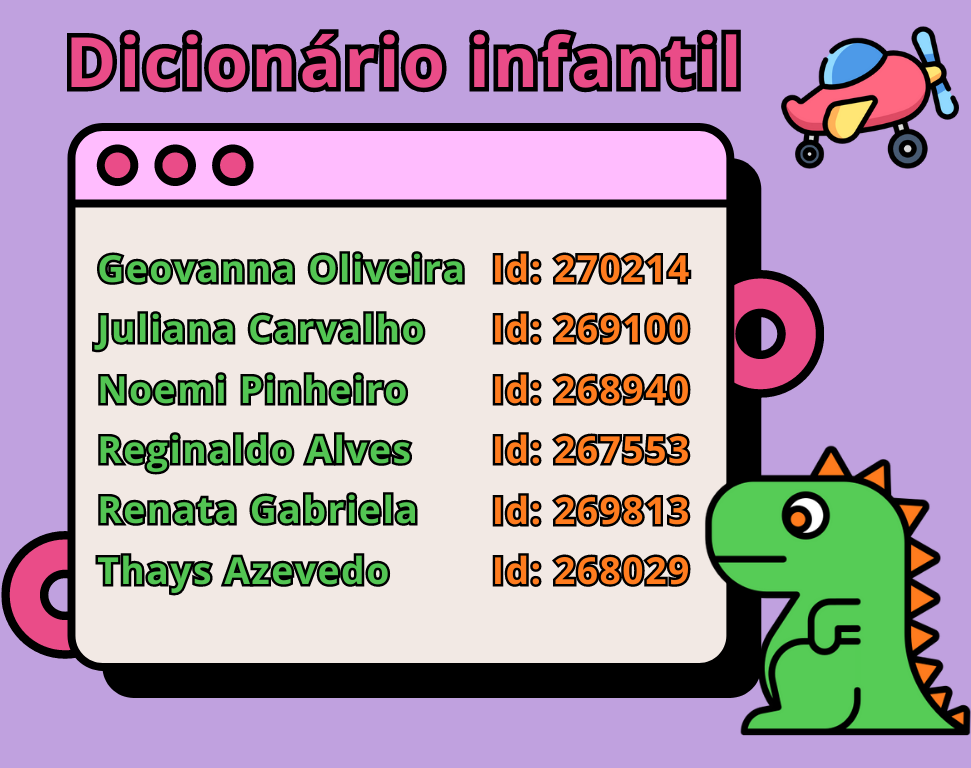 Dicionário infantil
Geovanna Oliveira Id: 270214
Juliana Carvalho Id: 269100
Noemi Pinheiro Id: 268940
Reginaldo Alves Id: 267553
Renata Gabriela Id: 269813
Thays Azevedo Id: 268029